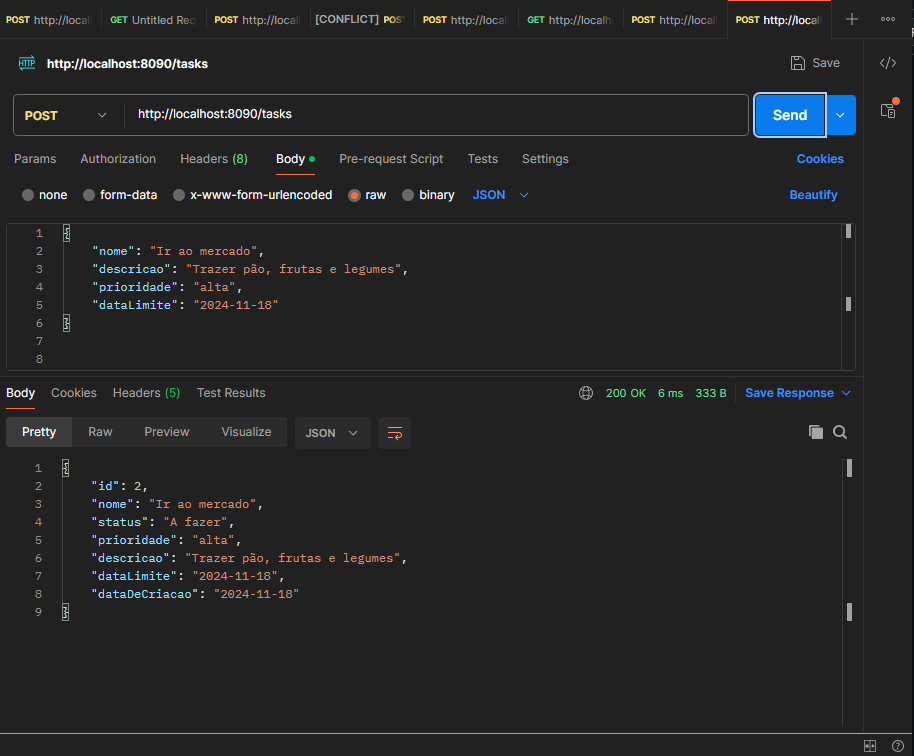 POST http://local GET Untitled Req POST http://local [CONFLICT] POST POST http://local GET http://localh POST http://local POST http://local
HTTP http://localhost:8090/tasks Save
POST http://localhost:8090/tasks Send
Params Authorization Headers (8) Body Pre-request Script Tests Settings Cookies
none form-data x-www-form-urlencoded raw binary JSON Beautify
1 {
2 "nome": "Ir ao mercado",
3 "descricao": "Trazer pão, frutas e legumes",
4 "prioridade": "alta",
5 "dataLimite": "2024-11-18"
6 }
7
8
Body Cookies Headers (5) Test Results 200 OK 6 ms 333 B Save Response
Pretty Raw Preview Visualize JSON
1 {
2 "id": 2,
3 "nome": "Ir ao mercado",
4 "status": "A fazer",
5 "prioridade": "alta",
6 "descricao": "Trazer pão, frutas e legumes",
7 "dataLimite": "2024-11-18",
8 "dataDeCriacao": "2024-11-18"
9 }